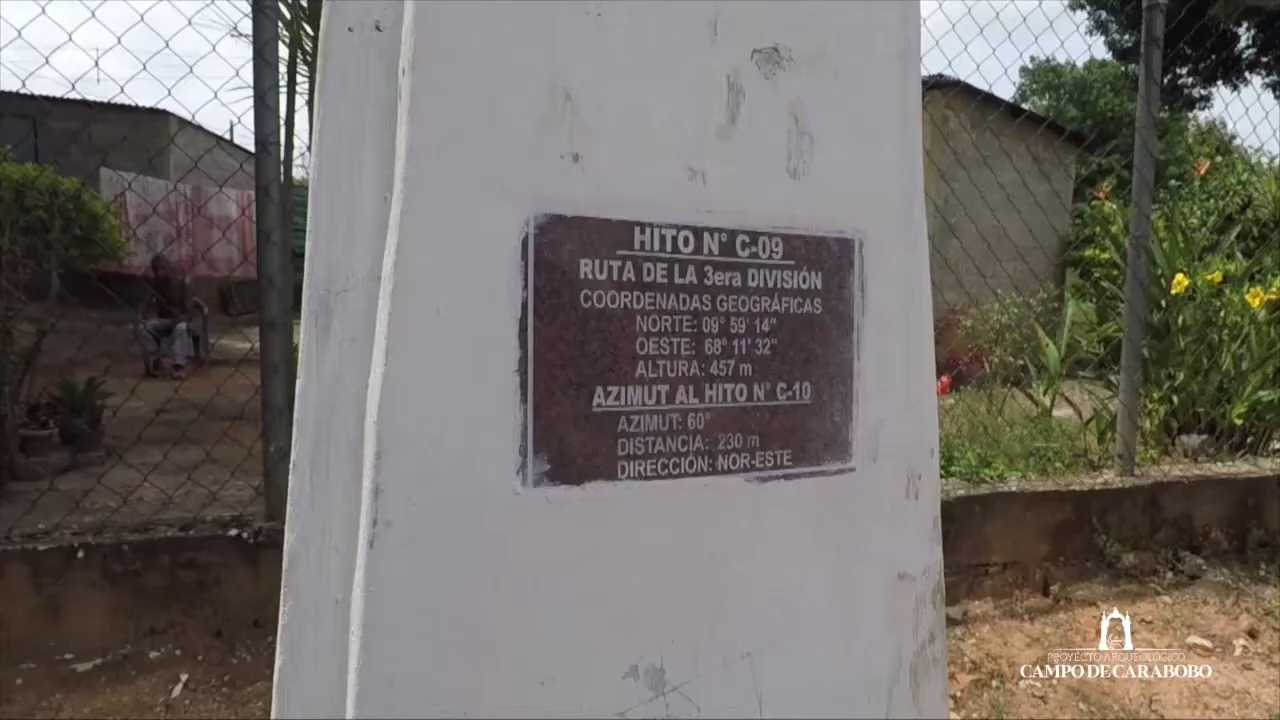 HITO N° C-09
RUTA DE LA 3era DIVISIÓN
COORDENADAS GEOGRÁFICAS
NORTE: 09° 59' 14"
OESTE: 68° 11' 32"
ALTURA: 457 m
AZIMUT AL HITO N° C-10
AZIMUT: 60°
DISTANCIA: 230 m
DIRECCIÓN: NOR-ESTE
PROYECTO ARQUEOLÓGICO
CAMPO DE CARABOBO